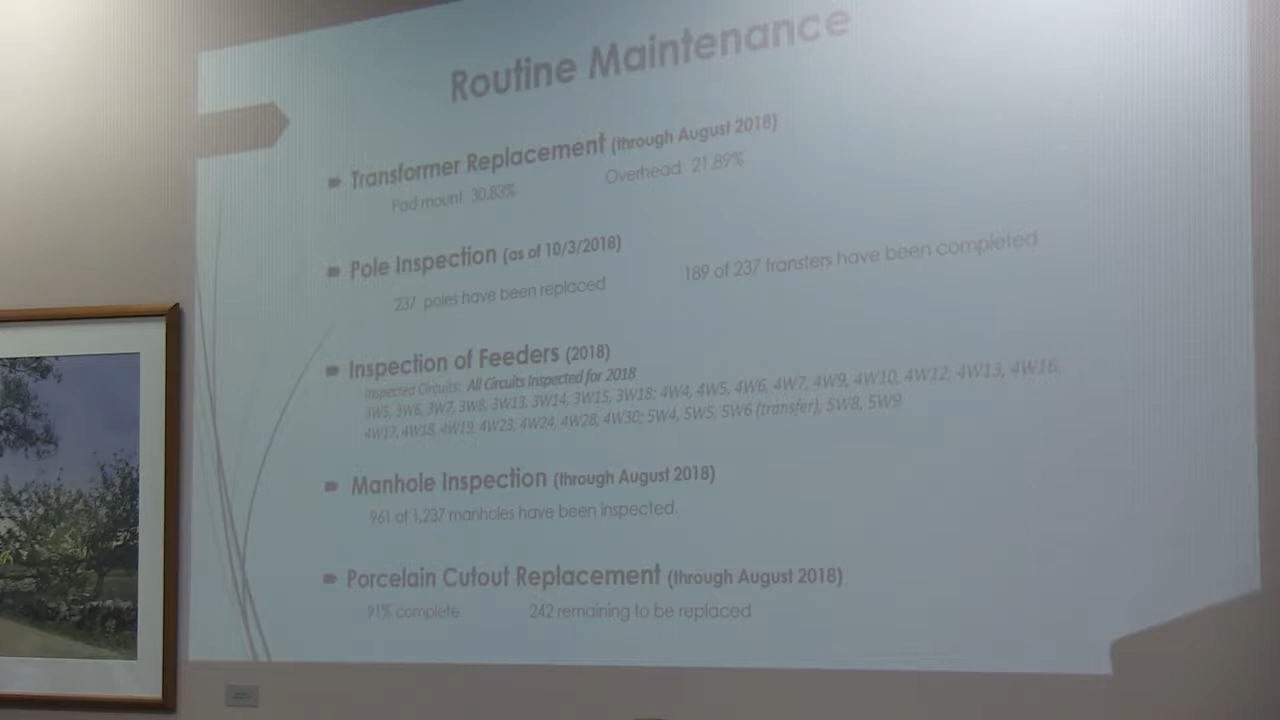 Routine Maintenance
Transformer Replacement (through August 2018)
Pad mount 30.83% Overhead 21.89%
Pole Inspection (as of 10/3/2018)
237 poles have been replaced 189 of 237 transfers have been completed
Inspection of Feeders (2018)
Inspected Circuits: All Circuits Inspected for 2018
3W5, 3W6, 3W7, 3W8, 3W13, 3W14, 3W15, 3W18; 4W4, 4W5, 4W6, 4W7, 4W9, 4W10, 4W12, 4W13, 4W16,
4W17, 4W18, 4W19, 4W23, 4W24, 4W28, 4W30; 5W4, 5W5, 5W6 (transfer), 5W8, 5W9
Manhole Inspection (through August 2018)
961 of 1,237 manholes have been inspected.
Porcelain Cutout Replacement (through August 2018)
91% complete 242 remaining to be replaced